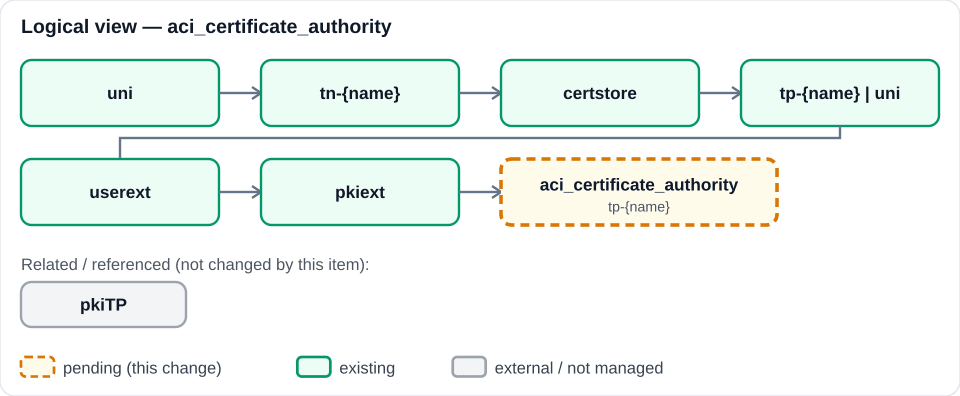 Logical view — aci_certificate_authority
uni
tn-{name}
certstore
tp-{name} | uni
userext
pkiext
aci_certificate_authority
tp-{name}
Related / referenced (not changed by this item):
pkiTP
pending (this change)
existing
external / not managed